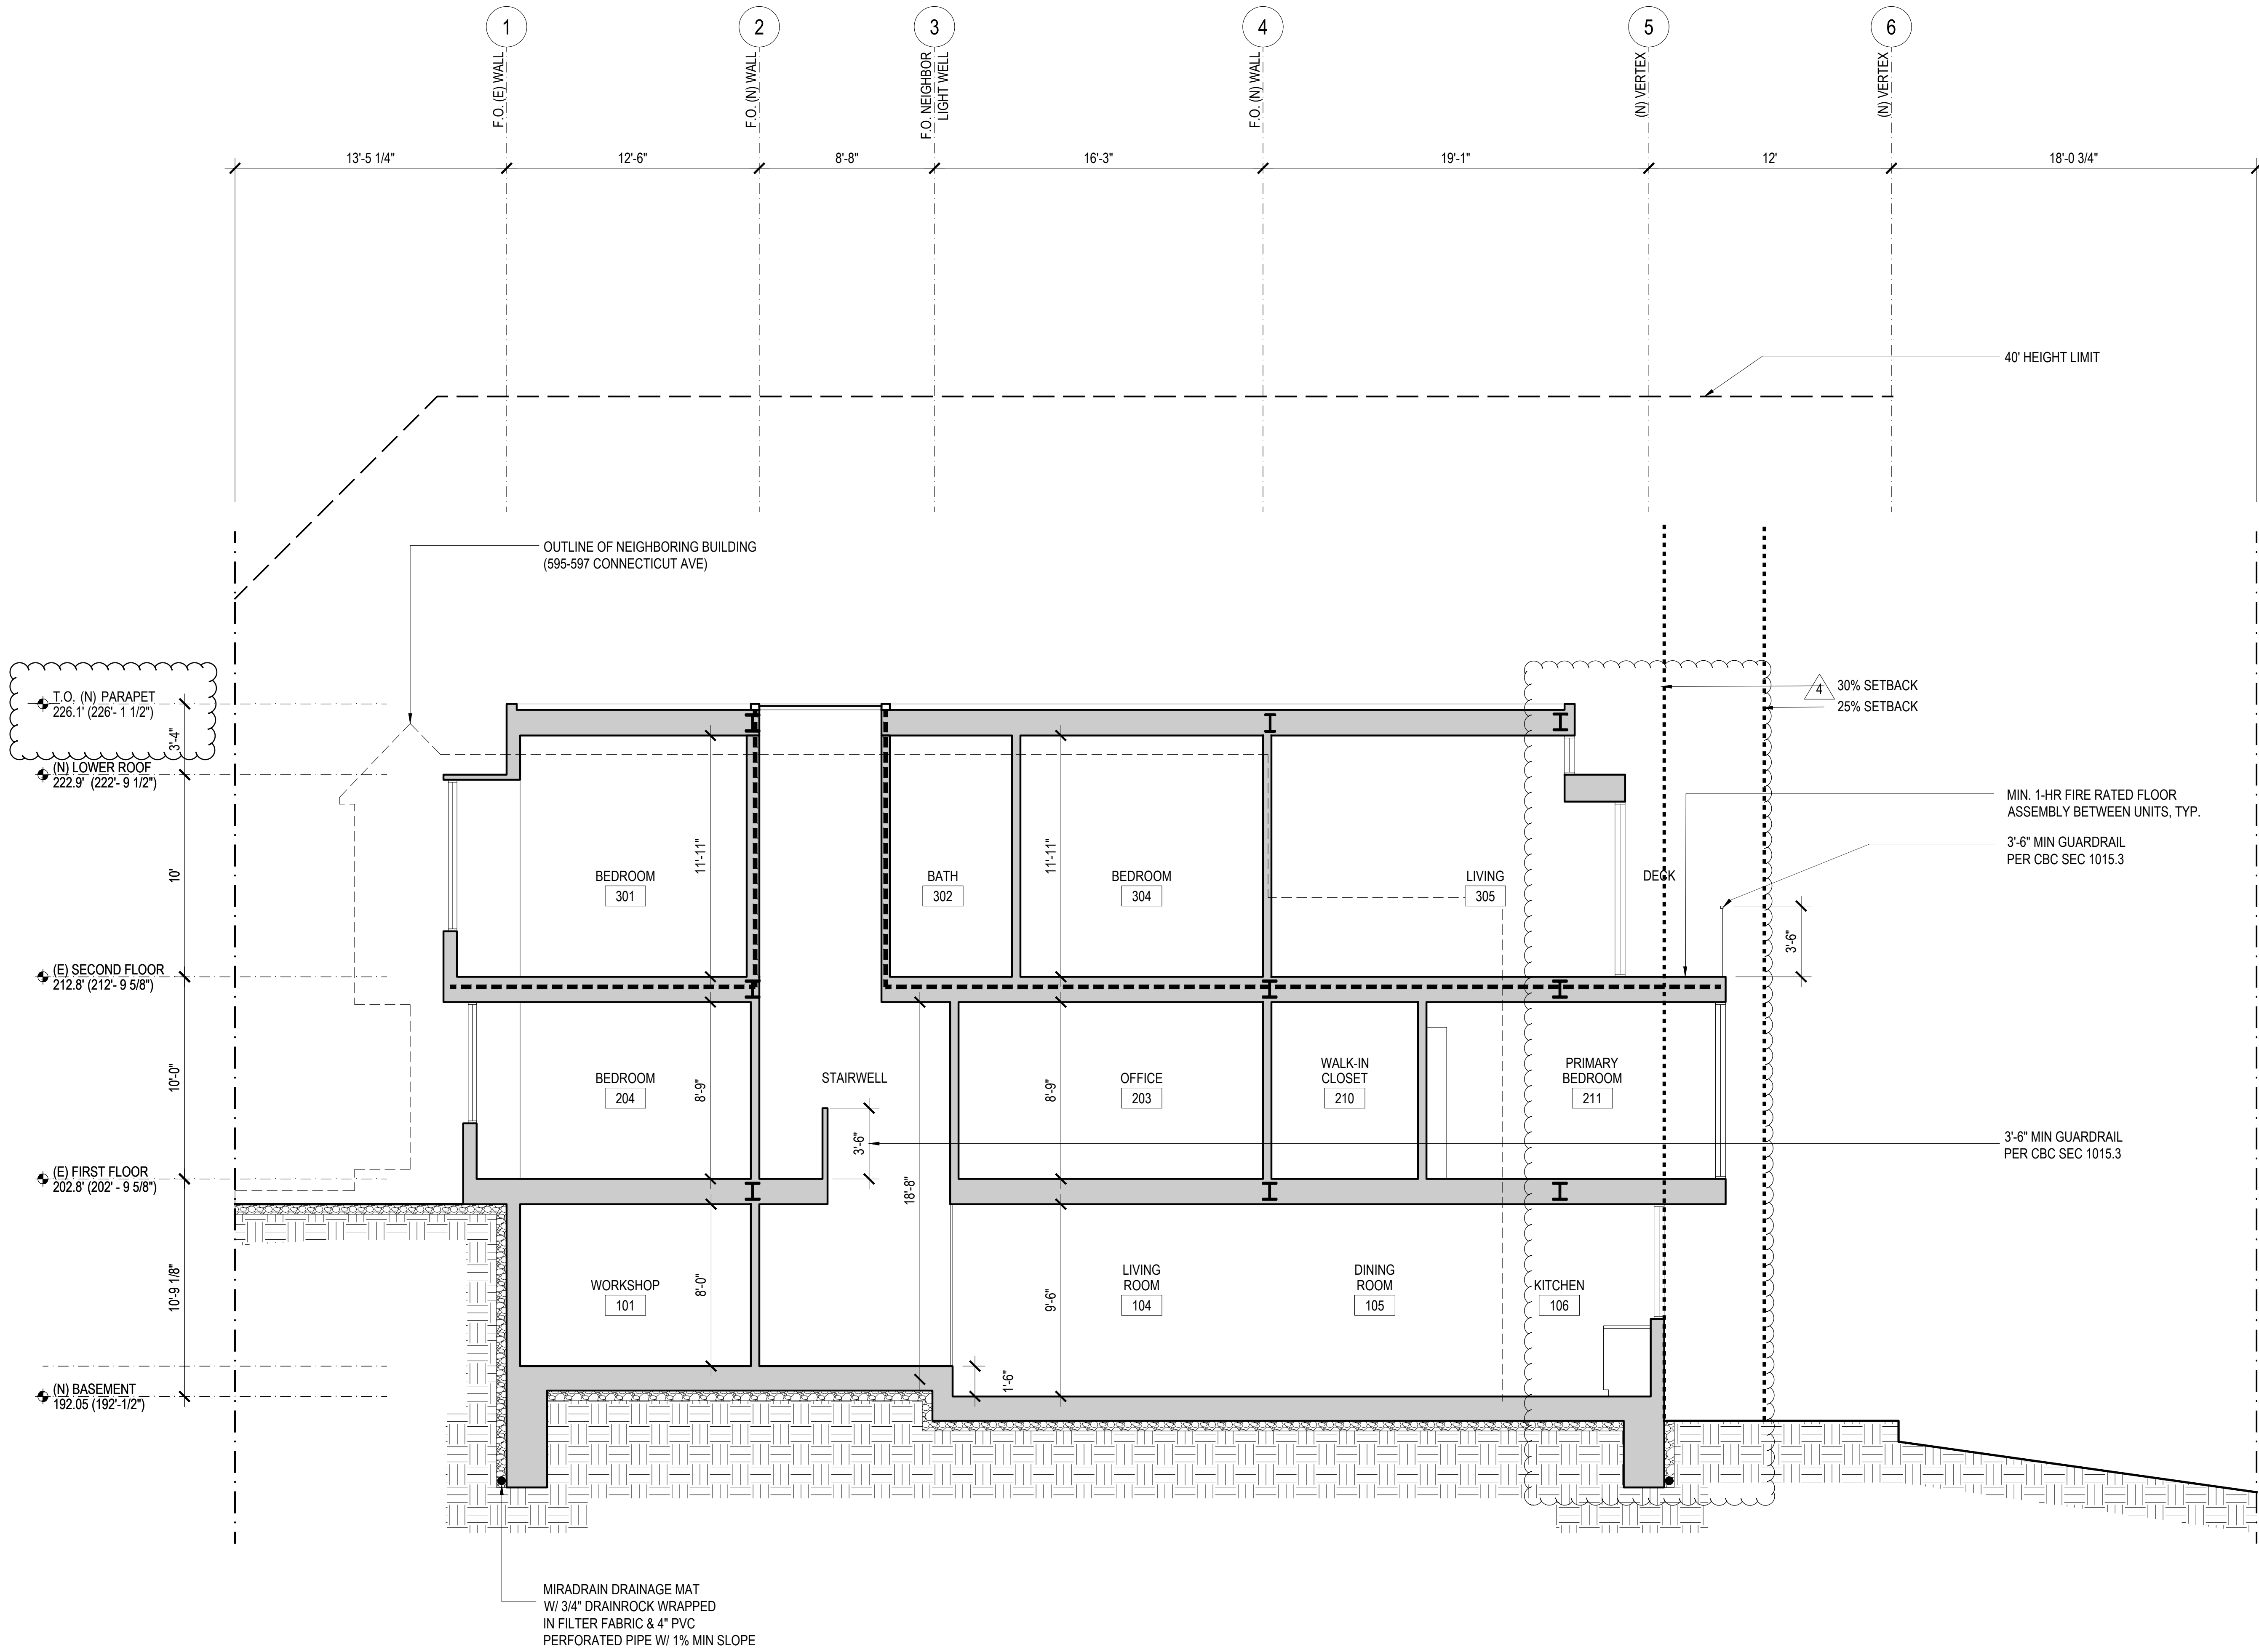 1
2
3
4
5
6
F.O. (E) WALL
F.O. (N) WALL
F.O. NEIGHBOR
LIGHT WELL
F.O. (N) WALL
(N) VERTEX
(N) VERTEX
13'-5 1/4"
12'-6"
8'-8"
16'-3"
19'-1"
12'
18'-0 3/4"
40' HEIGHT LIMIT
OUTLINE OF NEIGHBORING BUILDING
(595-597 CONNECTICUT AVE)
T.O. (N) PARAPET
226.1' (226'- 1 1/2")
3'-4"
(N) LOWER ROOF
222.9' (222'- 9 1/2")
10'
(E) SECOND FLOOR
212.8' (212'- 9 5/8")
10'-0"
(E) FIRST FLOOR
202.8' (202' - 9 5/8")
10'-9 1/8"
(N) BASEMENT
192.05 (192'-1/2")
4
30% SETBACK
25% SETBACK
MIN. 1-HR FIRE RATED FLOOR
ASSEMBLY BETWEEN UNITS, TYP.
3'-6" MIN GUARDRAIL
PER CBC SEC 1015.3
BEDROOM
301
11'-11"
BATH
302
11'-11"
BEDROOM
304
LIVING
305
DECK
3'-6"
BEDROOM
204
8'-9"
STAIRWELL
3'-6"
18'-8"
8'-9"
OFFICE
203
WALK-IN
CLOSET
210
PRIMARY
BEDROOM
211
3'-6" MIN GUARDRAIL
PER CBC SEC 1015.3
WORKSHOP
101
8'-0"
1'-6"
9'-6"
LIVING
ROOM
104
DINING
ROOM
105
KITCHEN
106
MIRADRAIN DRAINAGE MAT
W/ 3/4" DRAINROCK WRAPPED
IN FILTER FABRIC & 4" PVC
PERFORATED PIPE W/ 1% MIN SLOPE